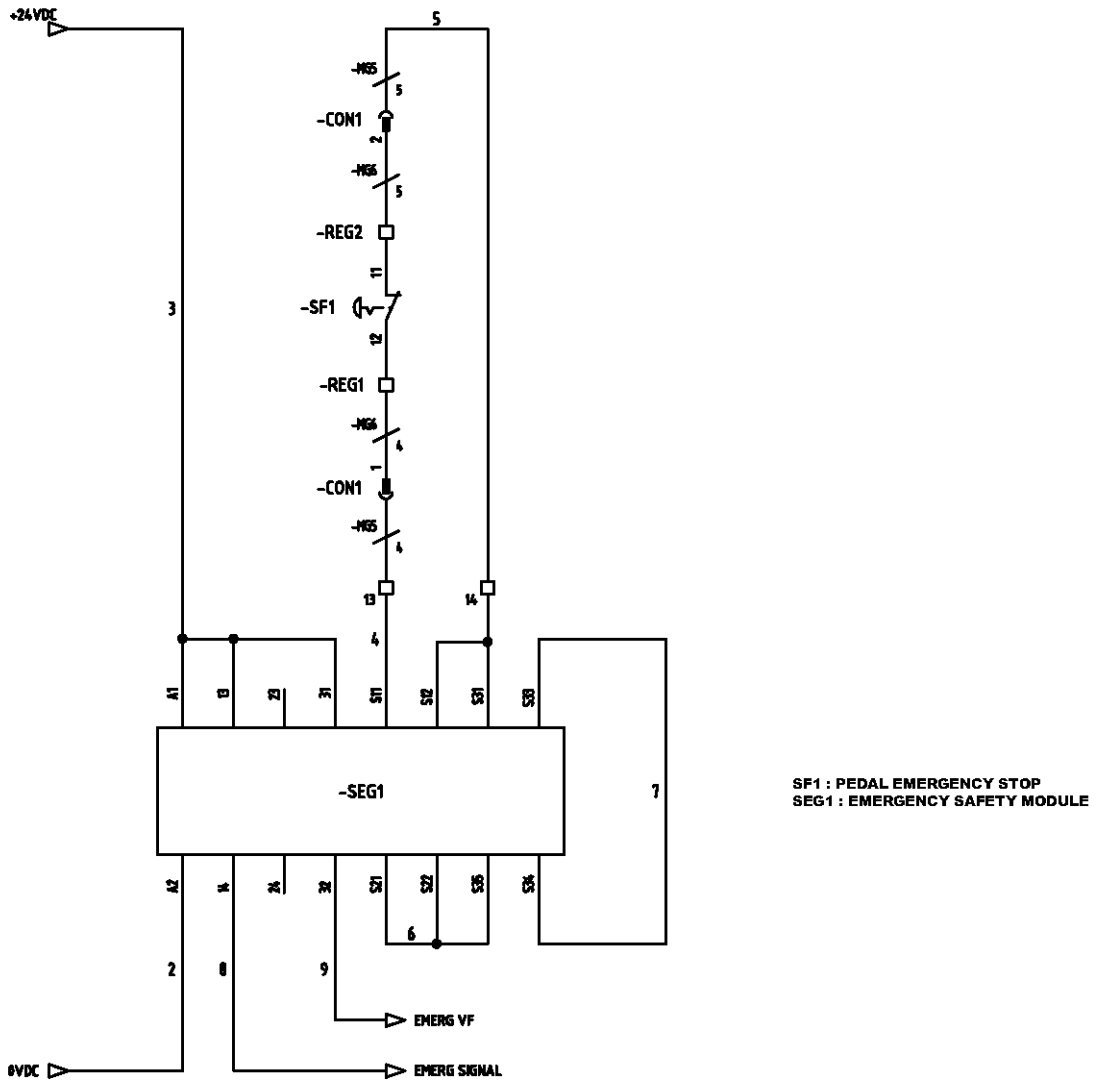 +24VDC
5
-MG5
5
-CON1
2
-MG6
5
-REG2
11
3
-SF1
12
-REG1
-MG6
4
1
-CON1
-MG5
4
13
14
4
A1
13
23
31
S11
S12
S31
S33
-SEG1
7
SF1 : PEDAL EMERGENCY STOP
SEG1 : EMERGENCY SAFETY MODULE
A2
14
24
32
S21
S22
S35
S34
6
2
8
9
EMERG VF
0VDC
EMERG SIGNAL